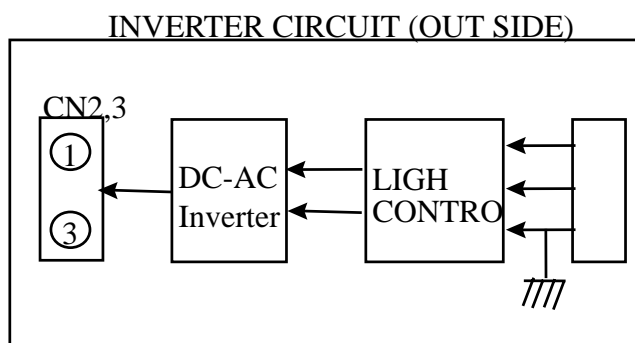 INVERTER CIRCUIT (OUT SIDE)
CN2,3
1
3
DC-AC
Inverter
LIGH
CONTRO